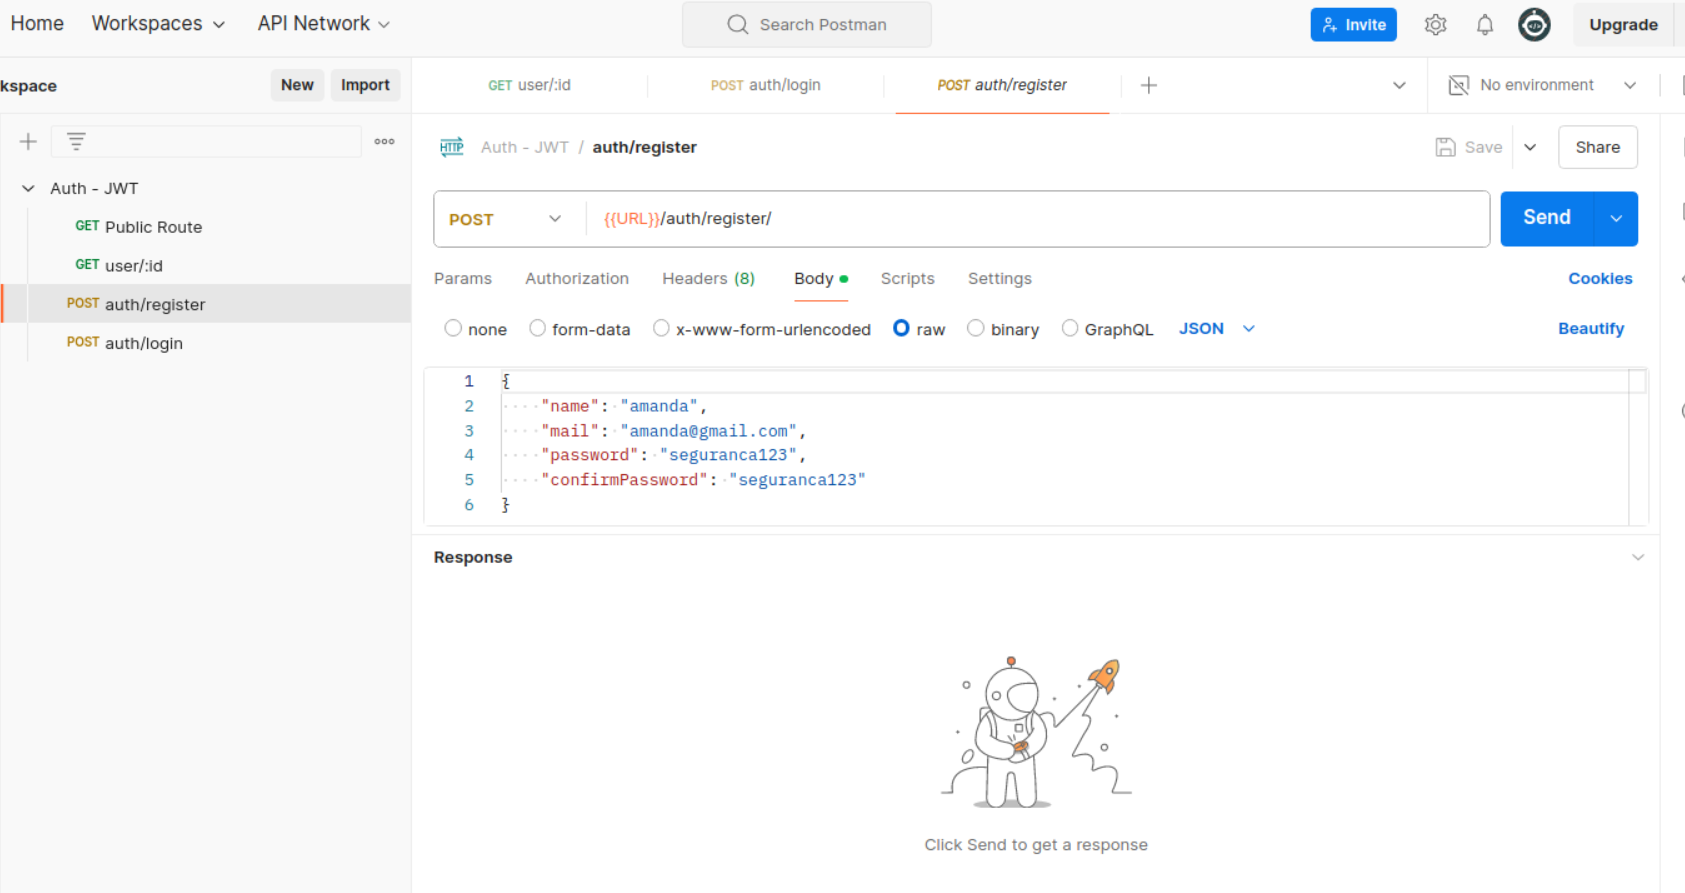 Home Workspaces API Network Search Postman Invite Upgrade
kspace New Import GET user/:id POST auth/login POST auth/register No environment
HTTP Auth - JWT / auth/register Save Share
Auth - JWT
GET Public Route
GET user/:id
POST auth/register
POST auth/login
POST {{URL}}/auth/register/ Send
Params Authorization Headers (8) Body Scripts Settings Cookies
none form-data x-www-form-urlencoded raw binary GraphQL JSON Beautify
1 {
2 "name": "amanda",
3 "mail": "amanda@gmail.com",
4 "password": "seguranca123",
5 "confirmPassword": "seguranca123"
6 }
Response
Click Send to get a response